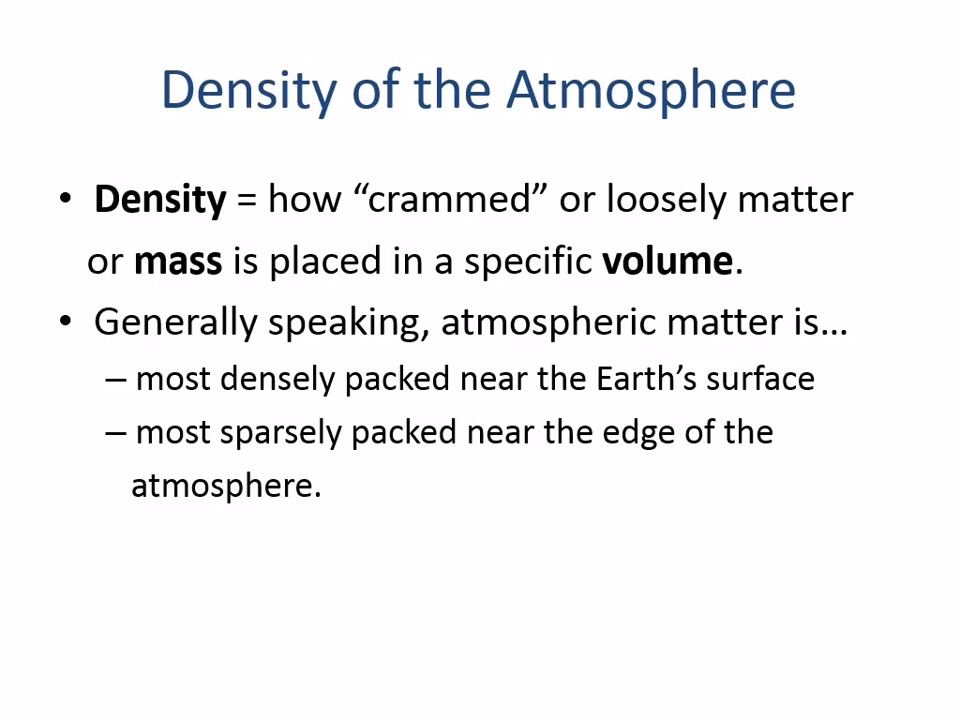 Density of the Atmosphere
• Density = how “crammed” or loosely matter
or mass is placed in a specific volume.
• Generally speaking, atmospheric matter is…
– most densely packed near the Earth’s surface
– most sparsely packed near the edge of the
atmosphere.